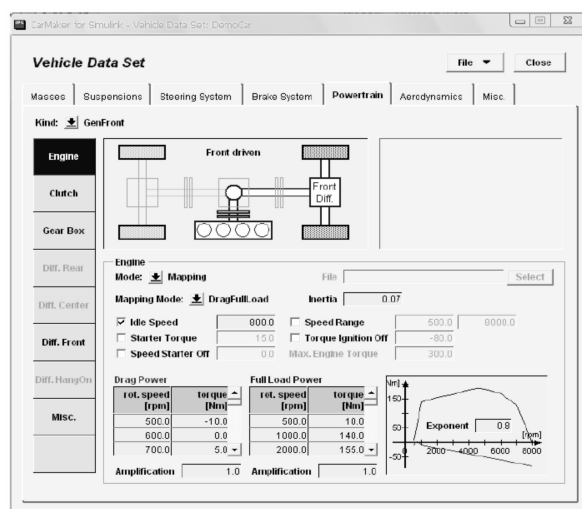 CarMaker for Simulink - Vehicle Data Set: DemoCar
Vehicle Data Set
File
Close
Masses
Suspensions
Steering System
Brake System
Powertrain
Aerodynamics
Misc.
Kind: GenFront
Engine
Clutch
Gear Box
Diff. Rear
Diff. Center
Diff. Front
Diff. HangOn
Misc.
Front driven
Front
Diff.
Engine
Mode: Mapping File Select
Mapping Mode: DragFullLoad Inertia 0.07
Idle Speed 800.0 Speed Range 500.0 8000.0
Starter Torque 15.0 Torque Ignition Off -80.0
Speed Starter Off 0.0 Max. Engine Torque 300.0
Drag Power
rot. speed torque
[rpm] [Nm]
500.0 -10.0
600.0 0.0
700.0 5.0
Amplification 1.0
Full Load Power
rot. speed torque
[rpm] [Nm]
500.0 10.0
1000.0 140.0
2000.0 155.0
Amplification 1.0
[Nm]
150
50
-50
Exponent 0.8
[rpm]
2000 4000 6000 8000